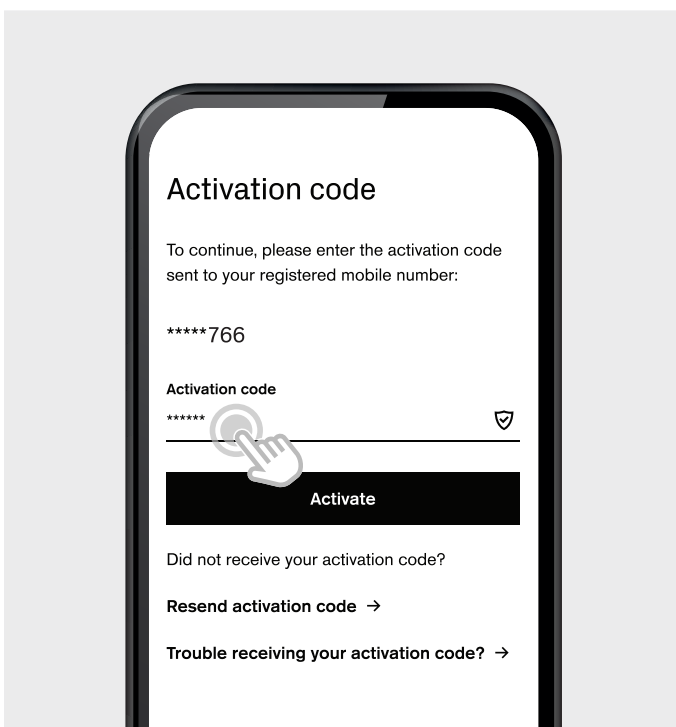 Activation code
To continue, please enter the activation code
sent to your registered mobile number:
*****766
Activation code
******
Activate
Did not receive your activation code?
Resend activation code →
Trouble receiving your activation code? →